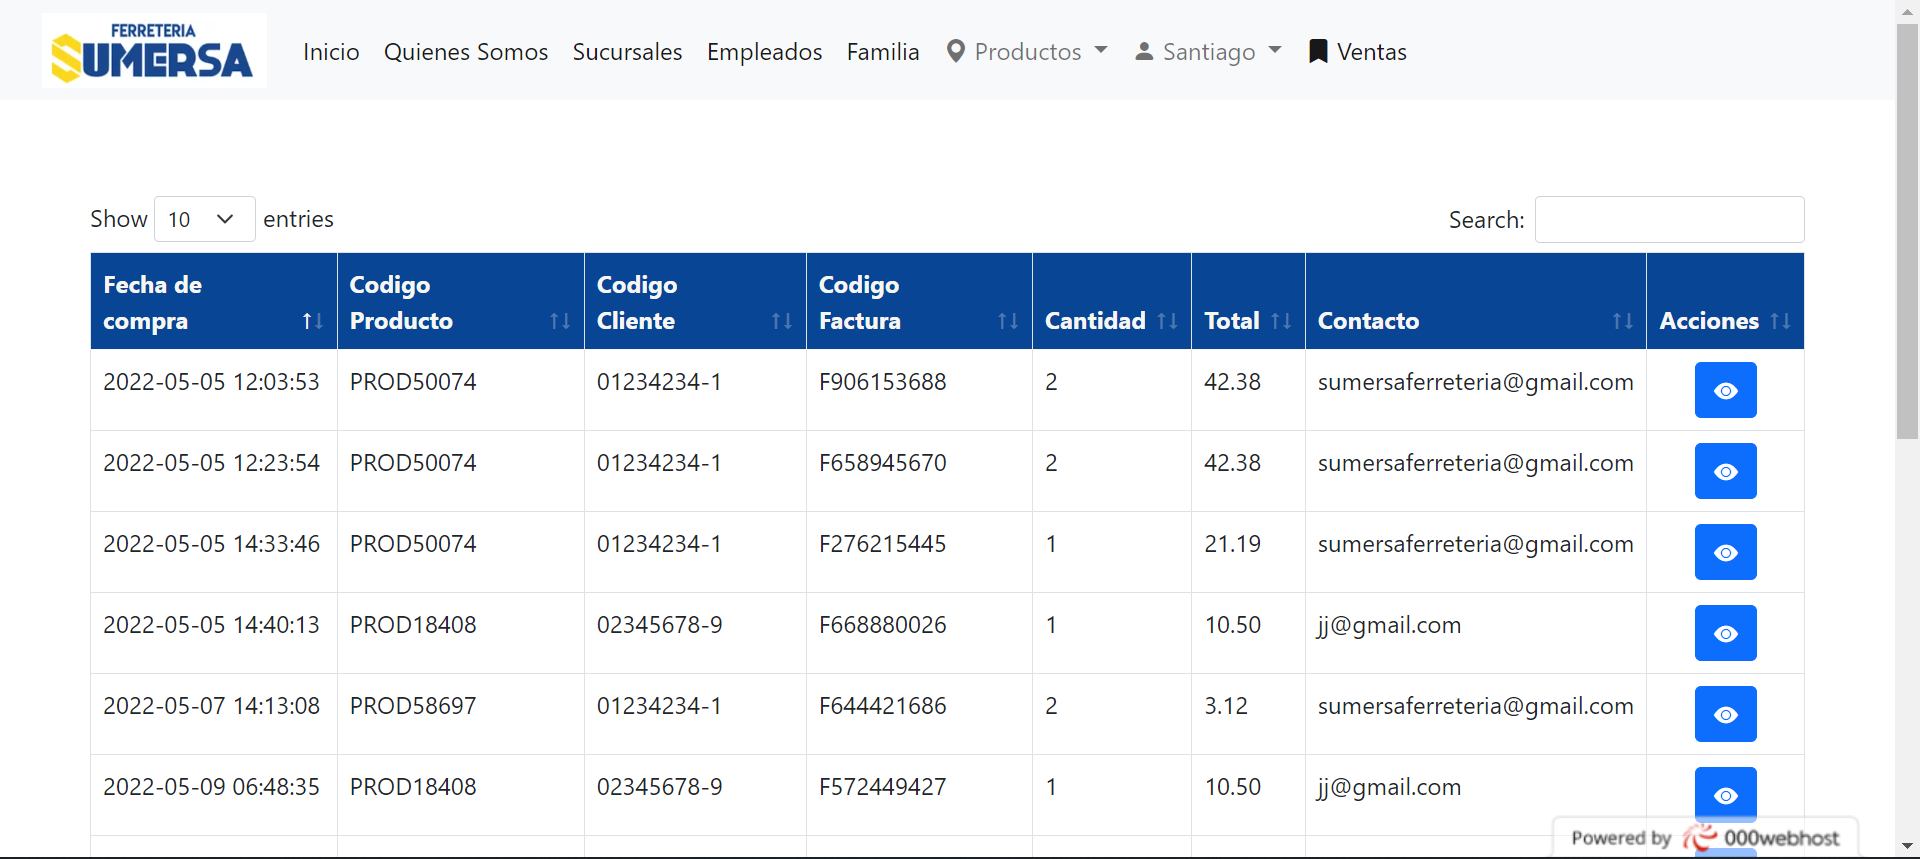 FERRETERIA
SUMERSA
Inicio Quienes Somos Sucursales Empleados Familia Productos Santiago Ventas
Show 10 entries Search:
Fecha de compra Codigo Producto Codigo Cliente Codigo Factura Cantidad Total Contacto Acciones
2022-05-05 12:03:53 PROD50074 01234234-1 F906153688 2 42.38 sumersaferreteria@gmail.com
2022-05-05 12:23:54 PROD50074 01234234-1 F658945670 2 42.38 sumersaferreteria@gmail.com
2022-05-05 14:33:46 PROD50074 01234234-1 F276215445 1 21.19 sumersaferreteria@gmail.com
2022-05-05 14:40:13 PROD18408 02345678-9 F668880026 1 10.50 jj@gmail.com
2022-05-07 14:13:08 PROD58697 01234234-1 F644421686 2 3.12 sumersaferreteria@gmail.com
2022-05-09 06:48:35 PROD18408 02345678-9 F572449427 1 10.50 jj@gmail.com
Powered by 000webhost